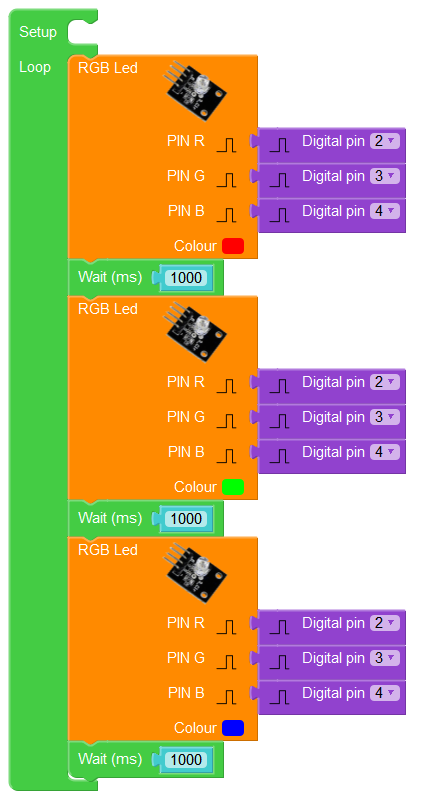 Setup
Loop RGB Led
PIN R Digital pin 2
PIN G Digital pin 3
PIN B Digital pin 4
Colour
Wait (ms) 1000
RGB Led
PIN R Digital pin 2
PIN G Digital pin 3
PIN B Digital pin 4
Colour
Wait (ms) 1000
RGB Led
PIN R Digital pin 2
PIN G Digital pin 3
PIN B Digital pin 4
Colour
Wait (ms) 1000